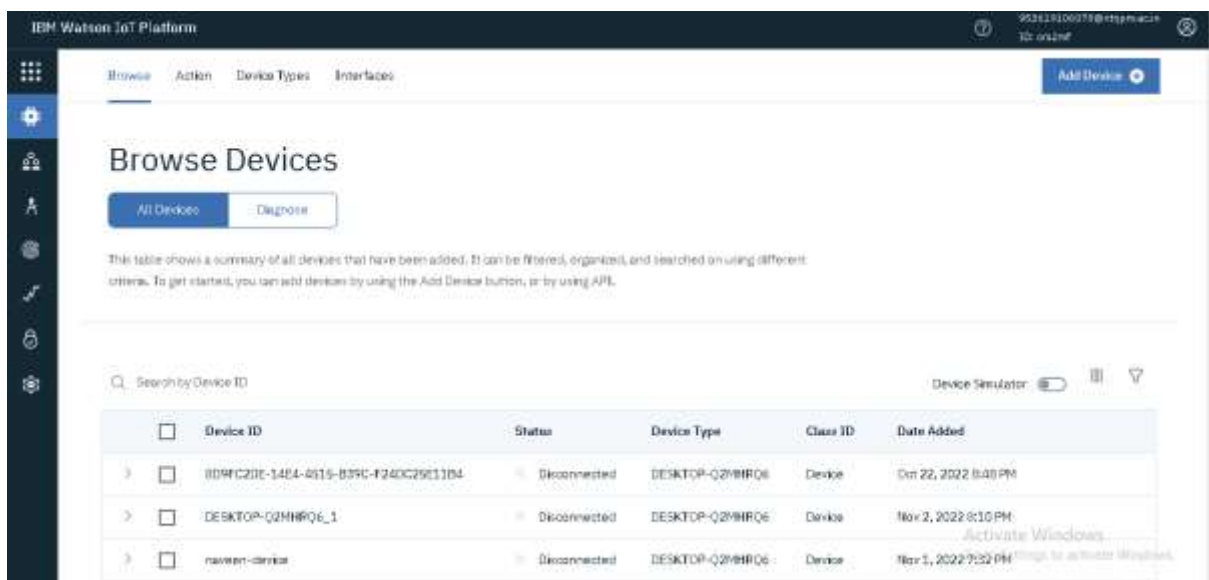 IBM Watson IoT Platform
Browse Action Device Types Interfaces
Add Device
Browse Devices
All Devices Diagnose
This table shows a summary of all devices that have been added. It can be filtered, organized, and searched on using different
criteria. To get started, you can add devices by using the Add Device button, or by using API.
Search by Device ID
Device Simulator
Device ID Status Device Type Class ID Date Added
Disconnected DESKTOP-Q2MHRQ6 Device Oct 22, 2022 8:40 PM
DESKTOP-Q2MHRQ6_1 Disconnected DESKTOP-Q2MHRQ6 Device Nov 2, 2022 8:10 PM
naveen-device Disconnected DESKTOP-Q2MHRQ6 Device Nov 1, 2022 7:32 PM
Activate Windows
to activate Windows.